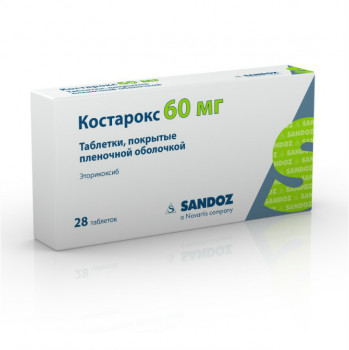 Костарокс 60 мг
Таблетки, покрытые
пленочной оболочкой
Эторикоксиб
28 таблеток
SANDOZ
a Novartis company